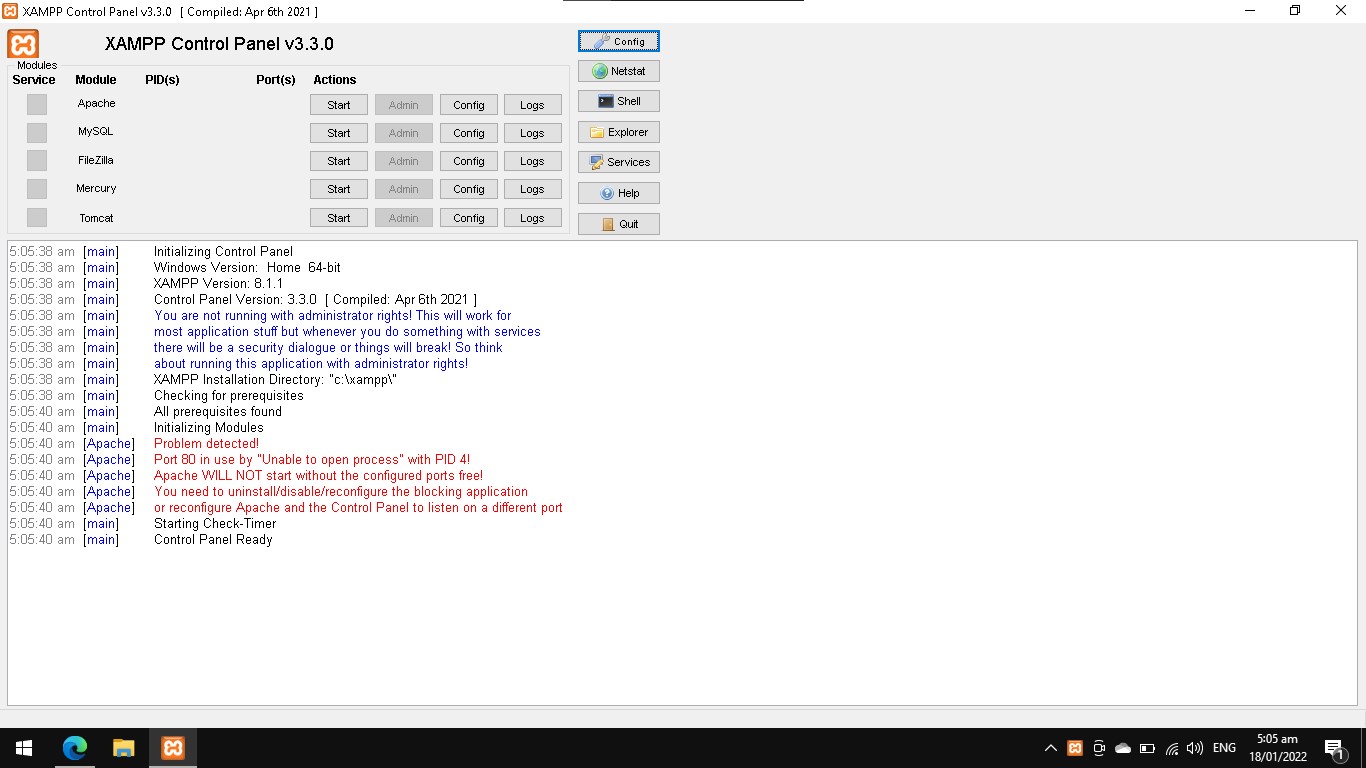 XAMPP Control Panel v3.3.0 [ Compiled: Apr 6th 2021 ]
XAMPP Control Panel v3.3.0
Config
Modules
Service Module PID(s) Port(s) Actions
Netstat
Apache Start Admin Config Logs
Shell
MySQL Start Admin Config Logs
Explorer
FileZilla Start Admin Config Logs
Services
Mercury Start Admin Config Logs
Help
Tomcat Start Admin Config Logs
Quit
5:05:38 am [main] Initializing Control Panel
5:05:38 am [main] Windows Version: Home 64-bit
5:05:38 am [main] XAMPP Version: 8.1.1
5:05:38 am [main] Control Panel Version: 3.3.0 [ Compiled: Apr 6th 2021 ]
5:05:38 am [main] You are not running with administrator rights! This will work for
5:05:38 am [main] most application stuff but whenever you do something with services
5:05:38 am [main] there will be a security dialogue or things will break! So think
5:05:38 am [main] about running this application with administrator rights!
5:05:38 am [main] XAMPP Installation Directory: "c:\xampp\"
5:05:38 am [main] Checking for prerequisites
5:05:40 am [main] All prerequisites found
5:05:40 am [main] Initializing Modules
5:05:40 am [Apache] Problem detected!
5:05:40 am [Apache] Port 80 in use by "Unable to open process" with PID 4!
5:05:40 am [Apache] Apache WILL NOT start without the configured ports free!
5:05:40 am [Apache] You need to uninstall/disable/reconfigure the blocking application
5:05:40 am [Apache] or reconfigure Apache and the Control Panel to listen on a different port
5:05:40 am [main] Starting Check-Timer
5:05:40 am [main] Control Panel Ready
ENG
5:05 am
18/01/2022
1